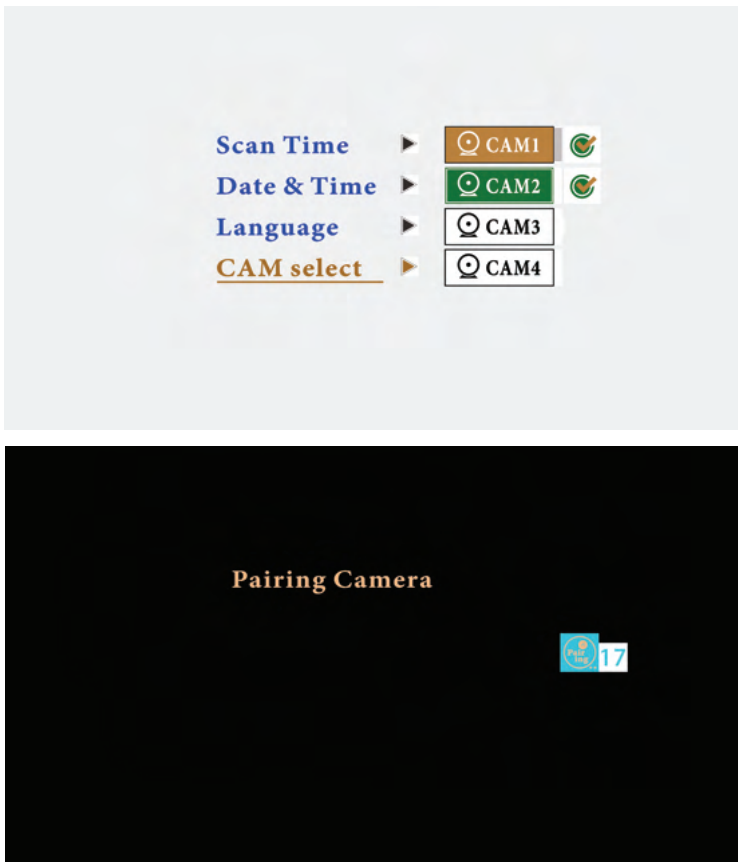 Scan Time CAM1
Date & Time CAM2
Language CAM3
CAM select CAM4
Pairing Camera
Pair
ing
17